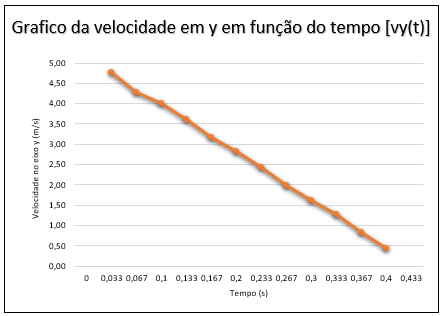 Grafico da velocidade em y em função do tempo [vy(t)]
5,00
4,50
4,00
3,50
3,00
2,50
2,00
1,50
1,00
0,50
0,00
Velocidade no eixo y (m/s)
0 0,033 0,067 0,1 0,133 0,167 0,2 0,233 0,267 0,3 0,333 0,367 0,4 0,433
Tempo (s)